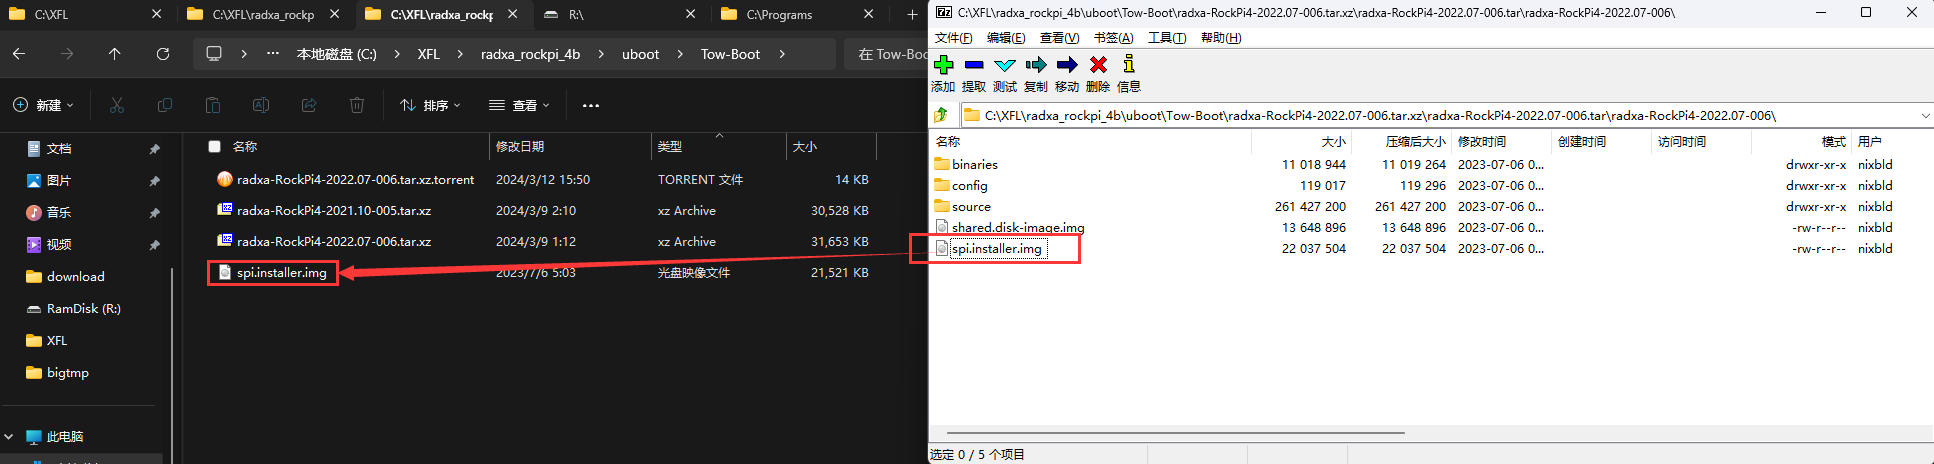 C:\XFL
C:\XFL\radxa_rockp
C:\XFL\radxa_rockp
R:\
C:\Programs
本地磁盘 (C:) > XFL > radxa_rockpi_4b > uboot > Tow-Boot >
在 Tow-Boo
新建
排序
查看
名称 修改日期 类型 大小
文档
图片
音乐
视频
download
RamDisk (R:)
XFL
bigtmp
此电脑
radxa-RockPi4-2022.07-006.tar.xz.torrent 2024/3/12 15:50 TORRENT 文件 14 KB
radxa-RockPi4-2021.10-005.tar.xz 2024/3/9 2:10 xz Archive 30,528 KB
radxa-RockPi4-2022.07-006.tar.xz 2024/3/9 1:12 xz Archive 31,653 KB
spi.installer.img 2023/7/6 5:03 光盘映像文件 21,521 KB
C:\XFL\radxa_rockpi_4b\uboot\Tow-Boot\radxa-RockPi4-2022.07-006.tar.xz\radxa-RockPi4-2022.07-006.tar\radxa-RockPi4-2022.07-006\
文件(F) 编辑(E) 查看(V) 书签(A) 工具(T) 帮助(H)
添加 提取 测试 复制 移动 删除 信息
C:\XFL\radxa_rockpi_4b\uboot\Tow-Boot\radxa-RockPi4-2022.07-006.tar.xz\radxa-RockPi4-2022.07-006.tar\radxa-RockPi4-2022.07-006\
名称 大小 压缩后大小 修改时间 创建时间 访问时间 模式 用户
binaries 11 018 944 11 019 264 2023-07-06 0... drwxr-xr-x nixbld
config 119 017 119 296 2023-07-06 0... drwxr-xr-x nixbld
source 261 427 200 261 427 200 2023-07-06 0... drwxr-xr-x nixbld
shared.disk-image.img 13 648 896 13 648 896 2023-07-06 0... -rw-r--r-- nixbld
spi.installer.img 22 037 504 22 037 504 2023-07-06 0... -rw-r--r-- nixbld
选定 0 / 5 个项目